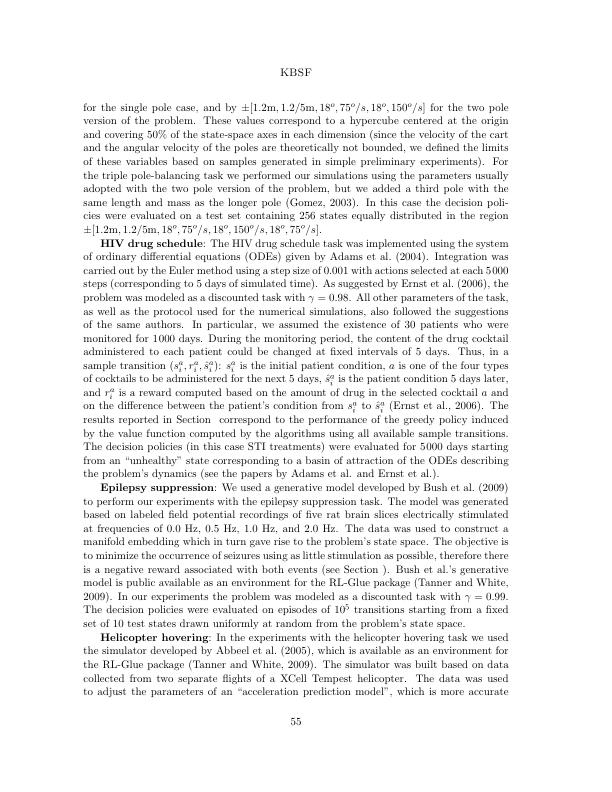 KBSF
for the single pole case, and by ±[1.2m, 1.2/5m, 18°, 75°/s, 18°, 150°/s] for the two pole
version of the problem. These values correspond to a hypercube centered at the origin
and covering 50% of the state-space axes in each dimension (since the velocity of the cart
and the angular velocity of the poles are theoretically not bounded, we defined the limits
of these variables based on samples generated in simple preliminary experiments). For
the triple pole-balancing task we performed our simulations using the parameters usually
adopted with the two pole version of the problem, but we added a third pole with the
same length and mass as the longer pole (Gomez, 2003). In this case the decision poli-
cies were evaluated on a test set containing 256 states equally distributed in the region
±[1.2m, 1.2/5m, 18°, 75°/s, 18°, 150°/s, 18°, 75°/s].
HIV drug schedule: The HIV drug schedule task was implemented using the system
of ordinary differential equations (ODEs) given by Adams et al. (2004). Integration was
carried out by the Euler method using a step size of 0.001 with actions selected at each 5000
steps (corresponding to 5 days of simulated time). As suggested by Ernst et al. (2006), the
problem was modeled as a discounted task with γ = 0.98. All other parameters of the task,
as well as the protocol used for the numerical simulations, also followed the suggestions
of the same authors. In particular, we assumed the existence of 30 patients who were
monitored for 1000 days. During the monitoring period, the content of the drug cocktail
administered to each patient could be changed at fixed intervals of 5 days. Thus, in a
sample transition (sᵢᵃ, rᵢᵃ, ŝᵢᵃ): sᵢᵃ is the initial patient condition, a is one of the four types
of cocktails to be administered for the next 5 days, ŝᵢᵃ is the patient condition 5 days later,
and rᵢᵃ is a reward computed based on the amount of drug in the selected cocktail a and
on the difference between the patient's condition from sᵢᵃ to ŝᵢᵃ (Ernst et al., 2006). The
results reported in Section correspond to the performance of the greedy policy induced
by the value function computed by the algorithms using all available sample transitions.
The decision policies (in this case STI treatments) were evaluated for 5000 days starting
from an "unhealthy" state corresponding to a basin of attraction of the ODEs describing
the problem's dynamics (see the papers by Adams et al. and Ernst et al.).
Epilepsy suppression: We used a generative model developed by Bush et al. (2009)
to perform our experiments with the epilepsy suppression task. The model was generated
based on labeled field potential recordings of five rat brain slices electrically stimulated
at frequencies of 0.0 Hz, 0.5 Hz, 1.0 Hz, and 2.0 Hz. The data was used to construct a
manifold embedding which in turn gave rise to the problem's state space. The objective is
to minimize the occurrence of seizures using as little stimulation as possible, therefore there
is a negative reward associated with both events (see Section ). Bush et al.'s generative
model is public available as an environment for the RL-Glue package (Tanner and White,
2009). In our experiments the problem was modeled as a discounted task with γ = 0.99.
The decision policies were evaluated on episodes of 10⁵ transitions starting from a fixed
set of 10 test states drawn uniformly at random from the problem's state space.
Helicopter hovering: In the experiments with the helicopter hovering task we used
the simulator developed by Abbeel et al. (2005), which is available as an environment for
the RL-Glue package (Tanner and White, 2009). The simulator was built based on data
collected from two separate flights of a XCell Tempest helicopter. The data was used
to adjust the parameters of an "acceleration prediction model", which is more accurate
55